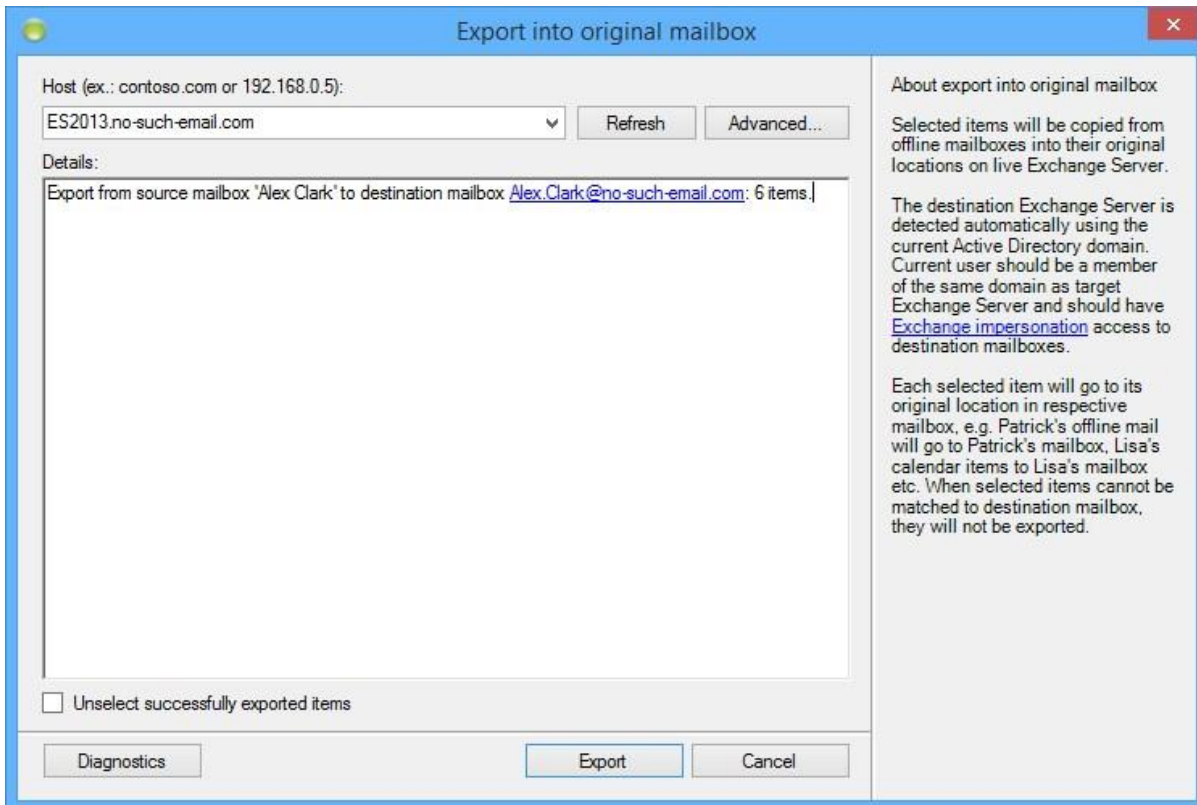 Export into original mailbox
Host (ex.: contoso.com or 192.168.0.5):
ES2013.no-such-email.com
Refresh
Advanced...
Details:
Export from source mailbox 'Alex Clark' to destination mailbox Alex.Clark@no-such-email.com: 6 items.
Unselect successfully exported items
Diagnostics
Export
Cancel
About export into original mailbox
Selected items will be copied from
offline mailboxes into their original
locations on live Exchange Server.
The destination Exchange Server is
detected automatically using the
current Active Directory domain.
Current user should be a member
of the same domain as target
Exchange Server and should have
Exchange impersonation access to
destination mailboxes.
Each selected item will go to its
original location in respective
mailbox, e.g. Patrick's offline mail
will go to Patrick's mailbox, Lisa's
calendar items to Lisa's mailbox
etc. When selected items cannot be
matched to destination mailbox,
they will not be exported.